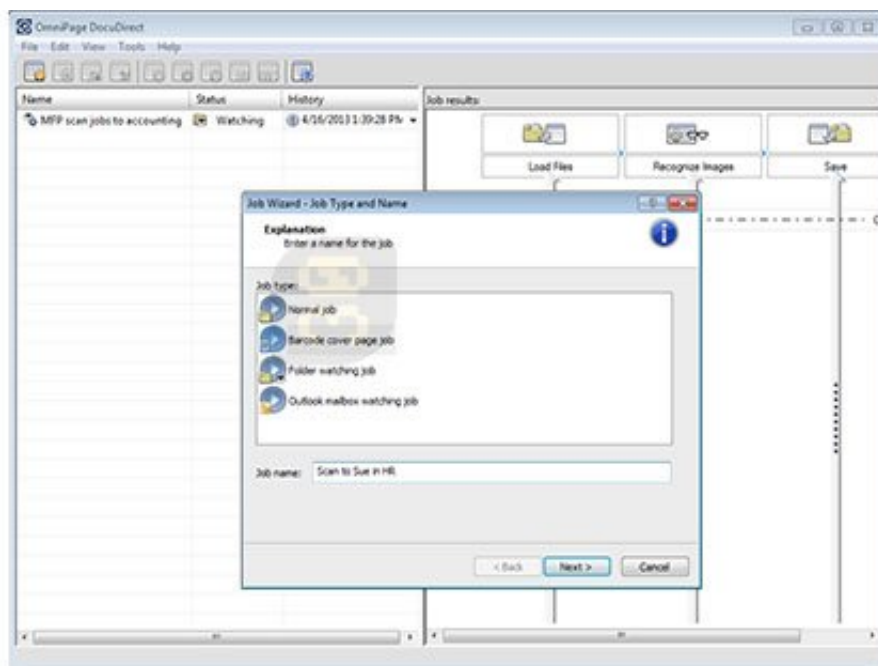 OmniPage DocuDirect
File Edit View Tools Help
Name Status History Job results:
MFP scan jobs to accounting Watching 4/16/2013 1:39:28 PM
Load Files Recognize Images Save
Job Wizard - Job Type and Name
Explanation
Enter a name for the job
Job type:
Normal job
Barcode cover page job
Folder watching job
Outlook mailbox watching job
Job name: Scan to Sue in HR
< Back Next > Cancel